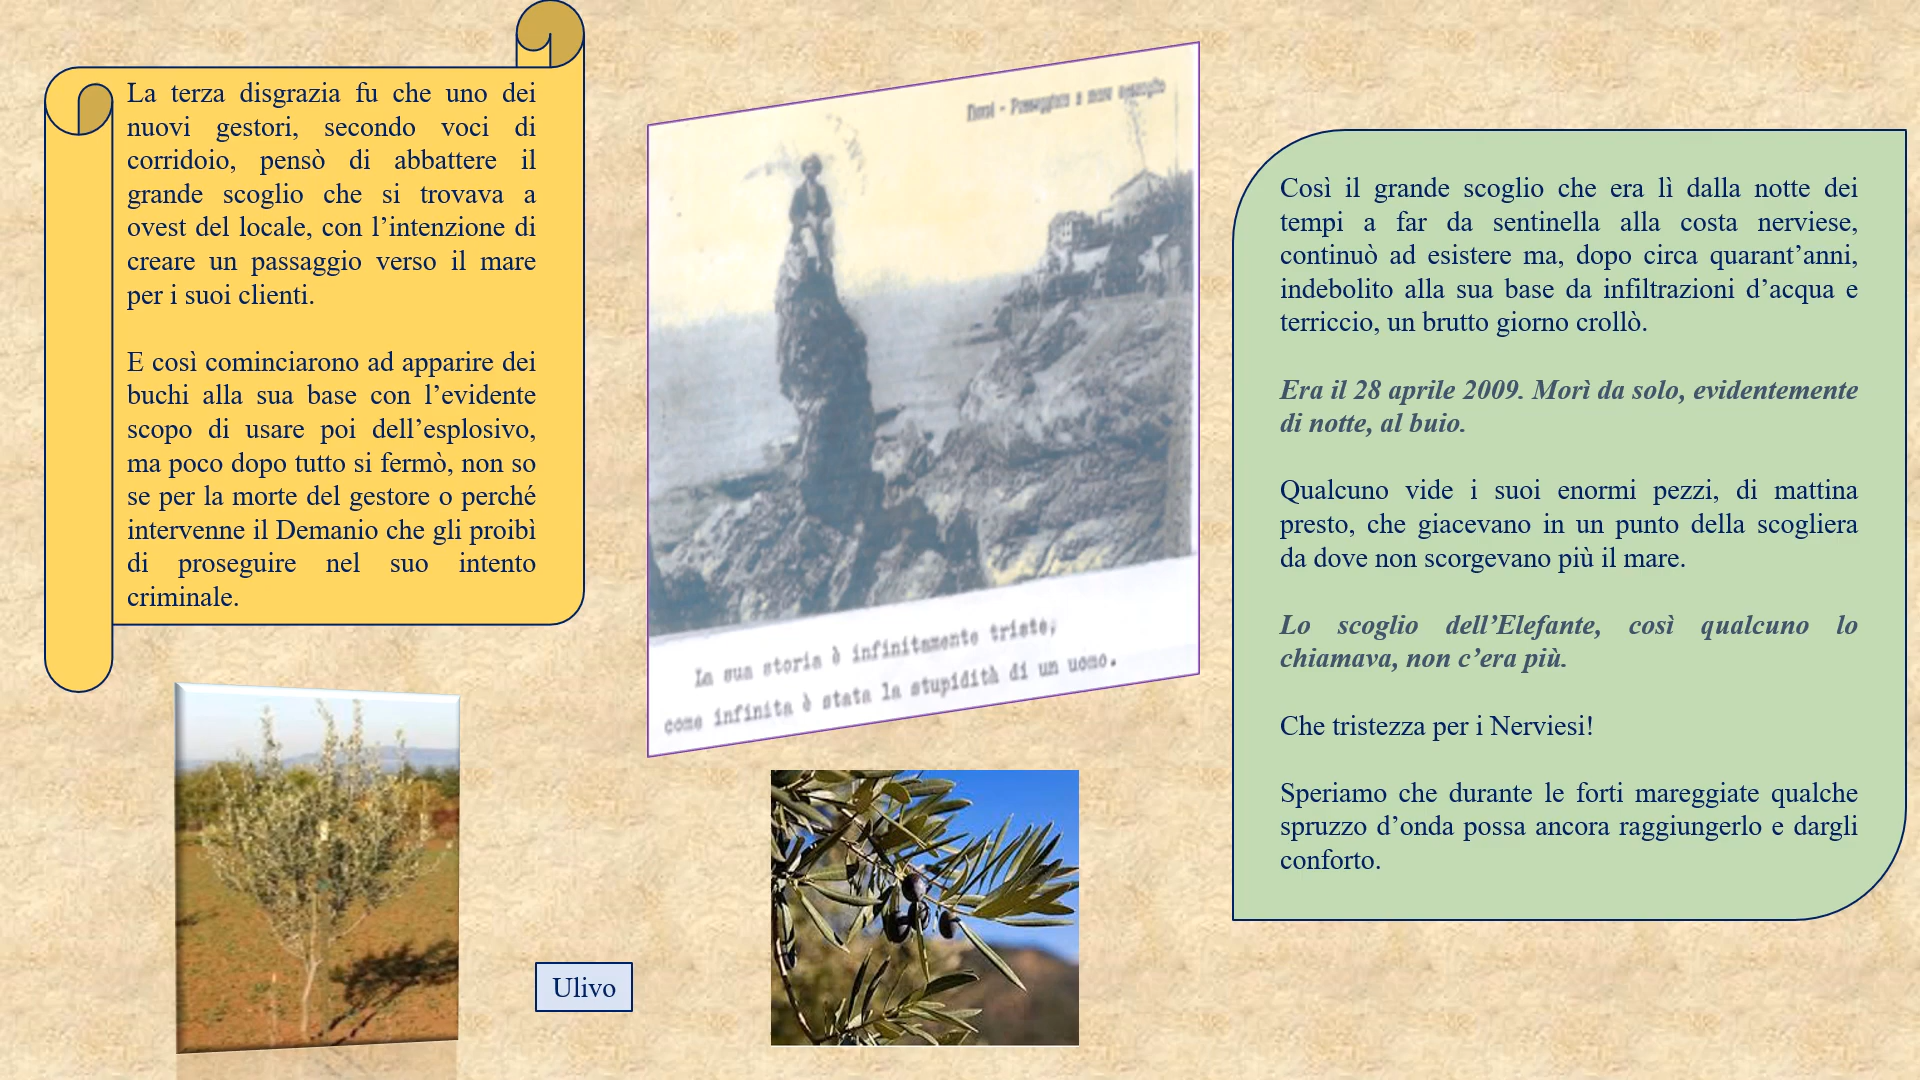 La terza disgrazia fu che uno dei
nuovi gestori, secondo voci di
corridoio, pensò di abbattere il
grande scoglio che si trovava a
ovest del locale, con l’intenzione di
creare un passaggio verso il mare
per i suoi clienti.
E così cominciarono ad apparire dei
buchi alla sua base con l’evidente
scopo di usare poi dell’esplosivo,
ma poco dopo tutto si fermò, non so
se per la morte del gestore o perché
intervenne il Demanio che gli proibì
di proseguire nel suo intento
criminale.
- Passeggiata a mare
La sua storia è infinitamente triste,
come infinita è stata la stupidità di un uomo.
Ulivo
Così il grande scoglio che era lì dalla notte dei
tempi a far da sentinella alla costa nerviese,
continuò ad esistere ma, dopo circa quarant’anni,
indebolito alla sua base da infiltrazioni d’acqua e
terriccio, un brutto giorno crollò.
Era il 28 aprile 2009. Morì da solo, evidentemente
di notte, al buio.
Qualcuno vide i suoi enormi pezzi, di mattina
presto, che giacevano in un punto della scogliera
da dove non scorgevano più il mare.
Lo scoglio dell’Elefante, così qualcuno lo
chiamava, non c’era più.
Che tristezza per i Nerviesi!
Speriamo che durante le forti mareggiate qualche
spruzzo d’onda possa ancora raggiungerlo e dargli
conforto.